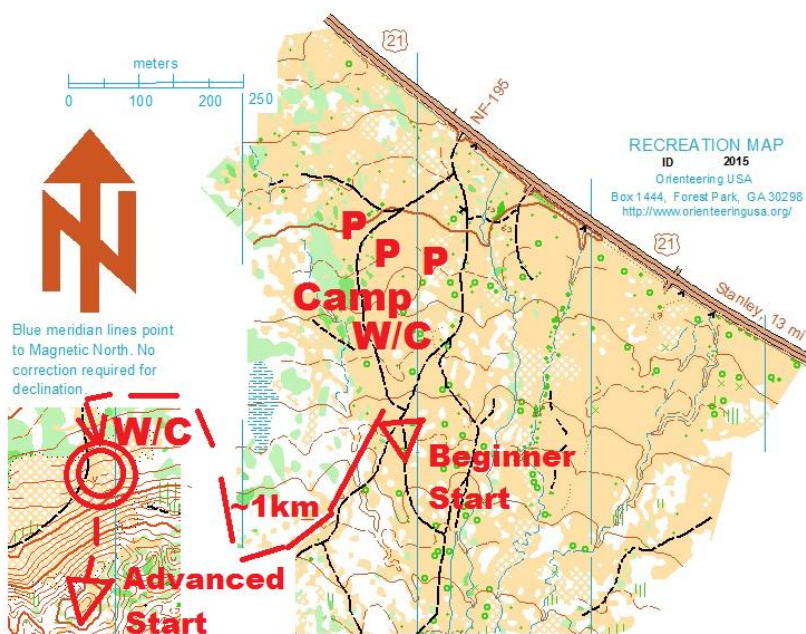 meters
0 100 200 250
21
NF-195
RECREATION MAP
ID 2015
Orienteering USA
Box 1444, Forest Park, GA 30298
http://www.orienteeringusa.org/
N
21
Stanley, 13 mi
P
P
P
Camp
W/C
Blue meridian lines point
to Magnetic North. No
correction required for
declination
W/C
Beginner
Start
~1km
Advanced
Start